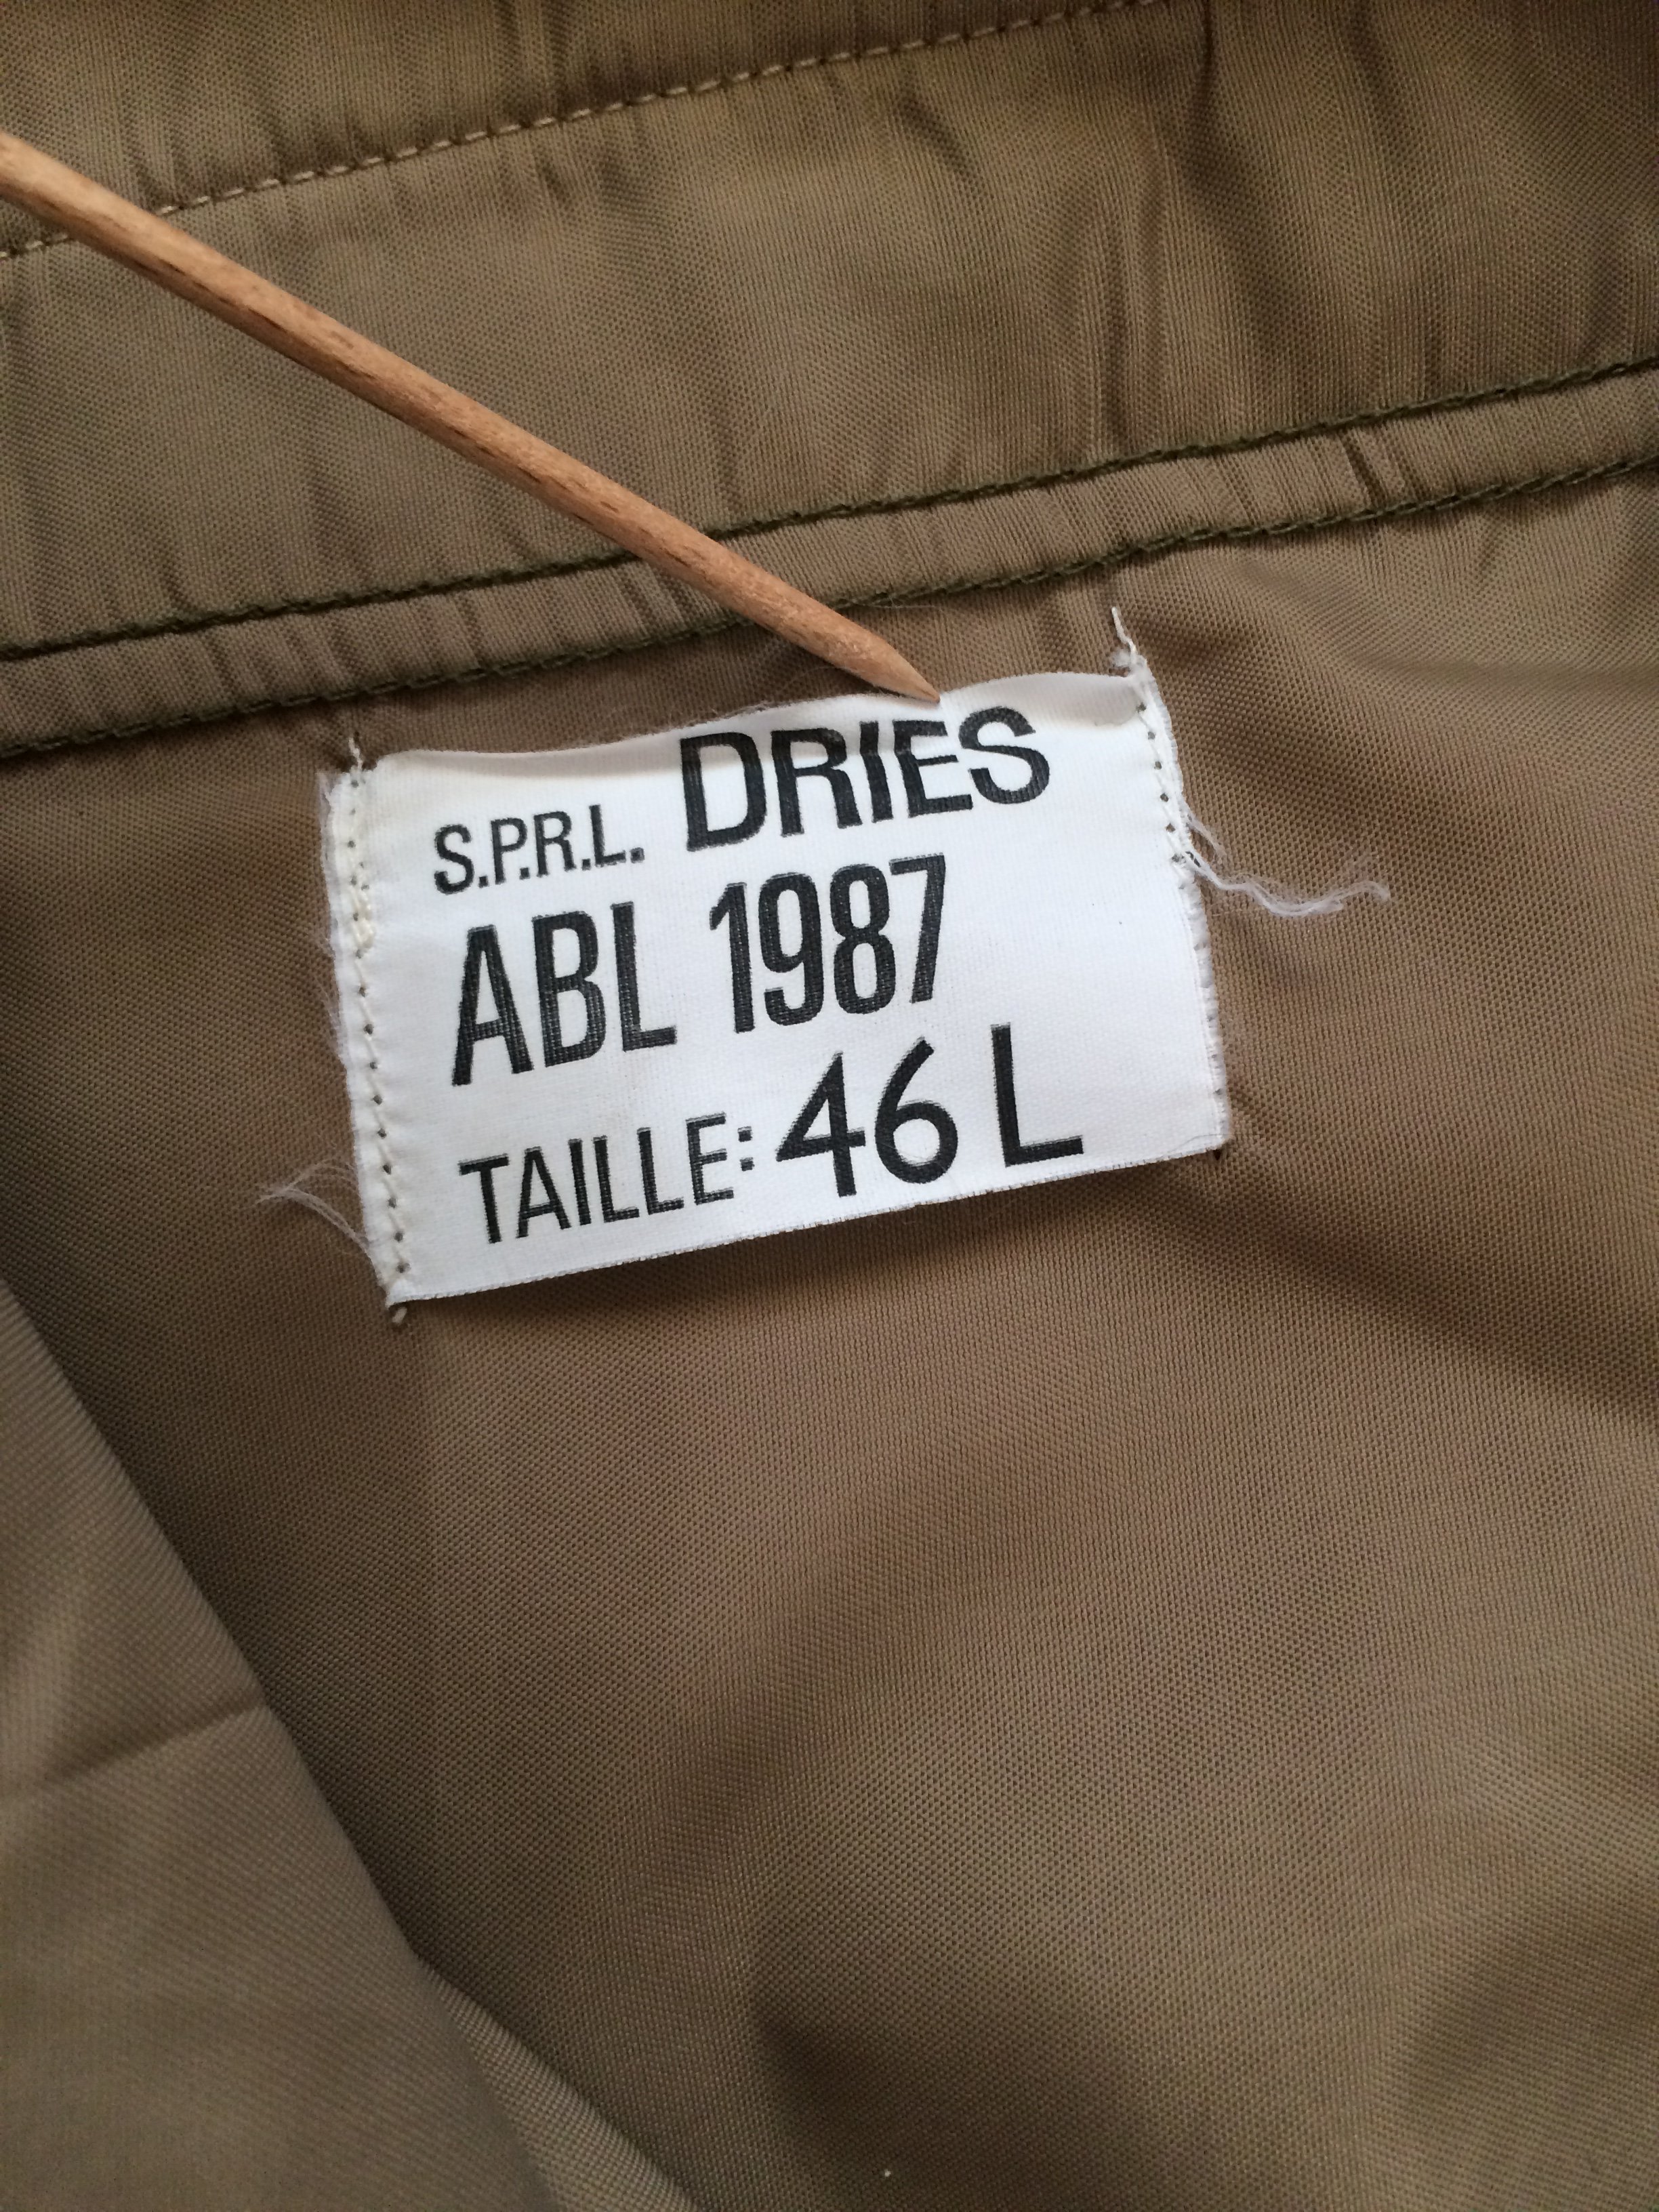 S.P.R.L. DRIES
ABL 1987
TAILLE: 46 L